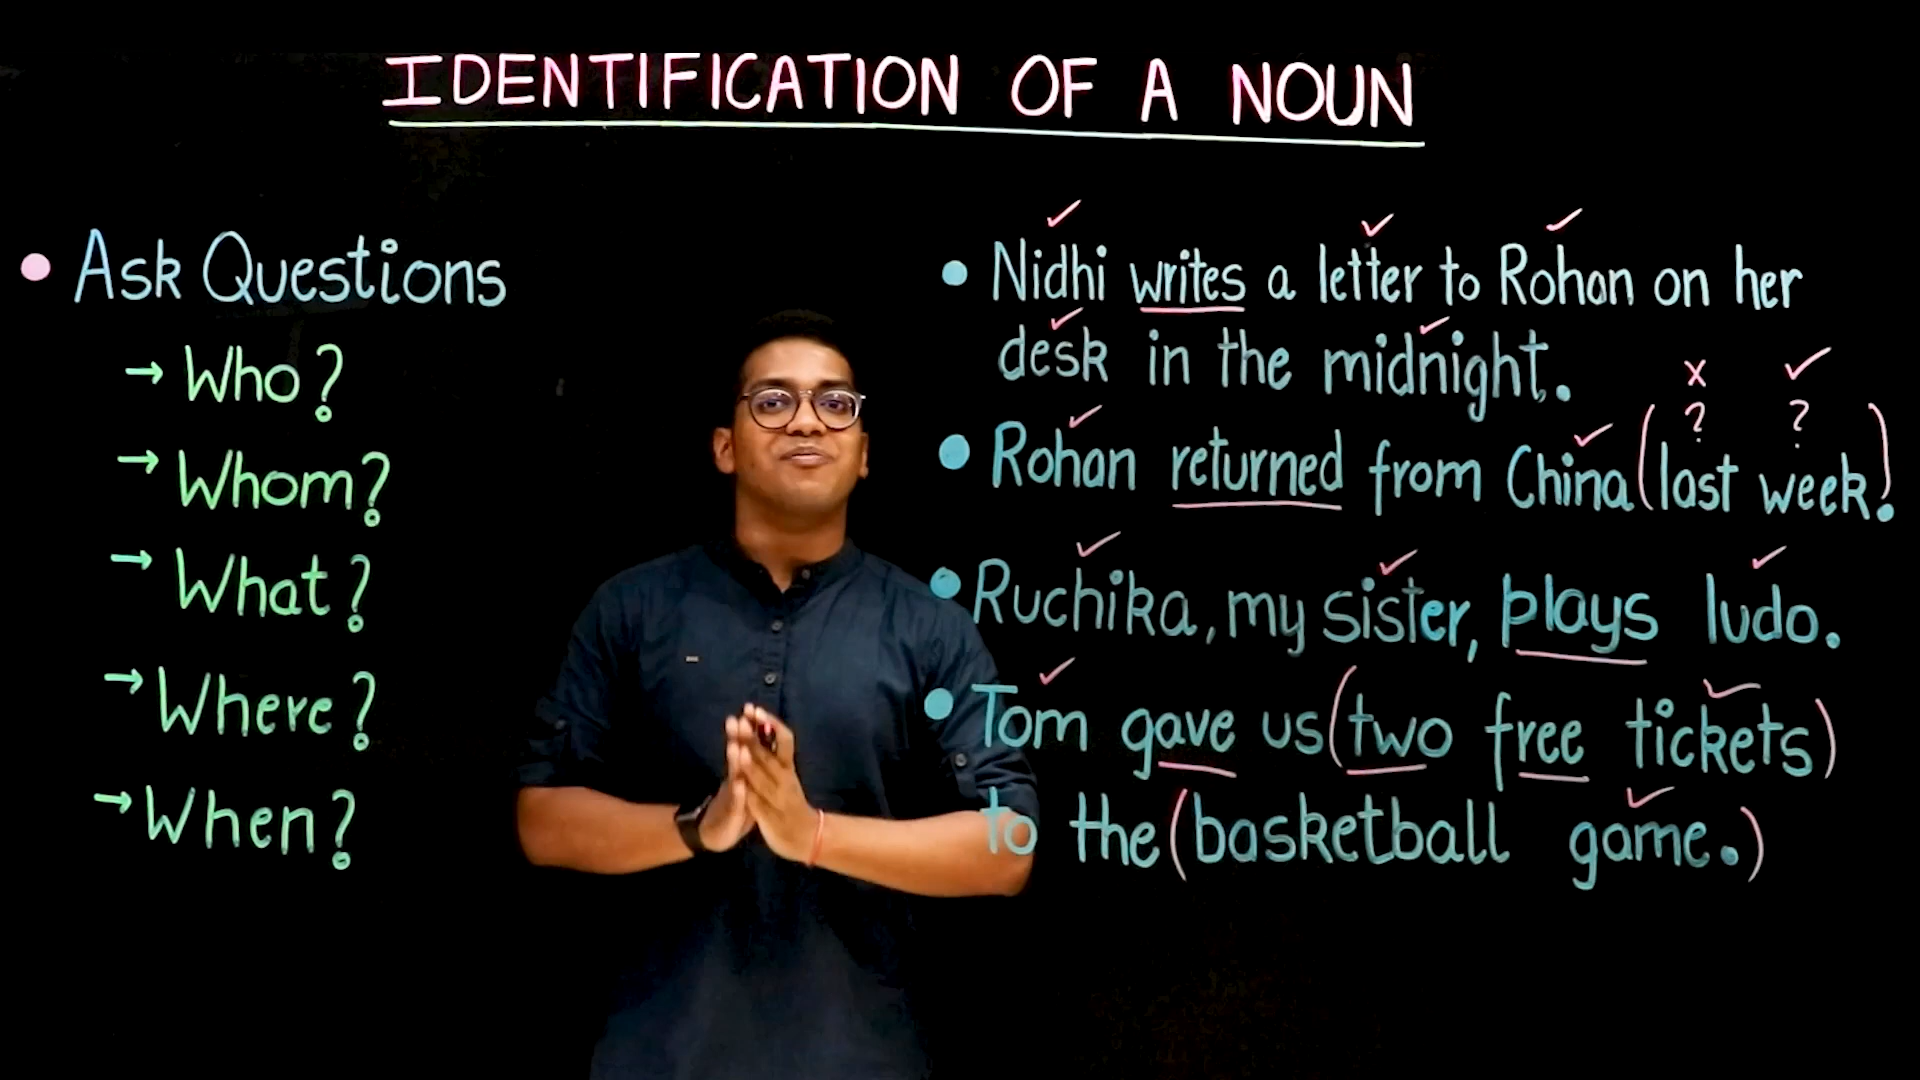 IDENTIFICATION OF A NOUN
• Ask Questions
→ Who?
→ Whom?
→ What?
→ Where?
→ When?
• Nidhi writes a letter to Rohan on her
desk in the midnight.
x ✓
? ?
• Rohan returned from China (last week.)
• Ruchika, my sister, plays ludo.
• Tom gave us (two free tickets)
to the (basketball game.)